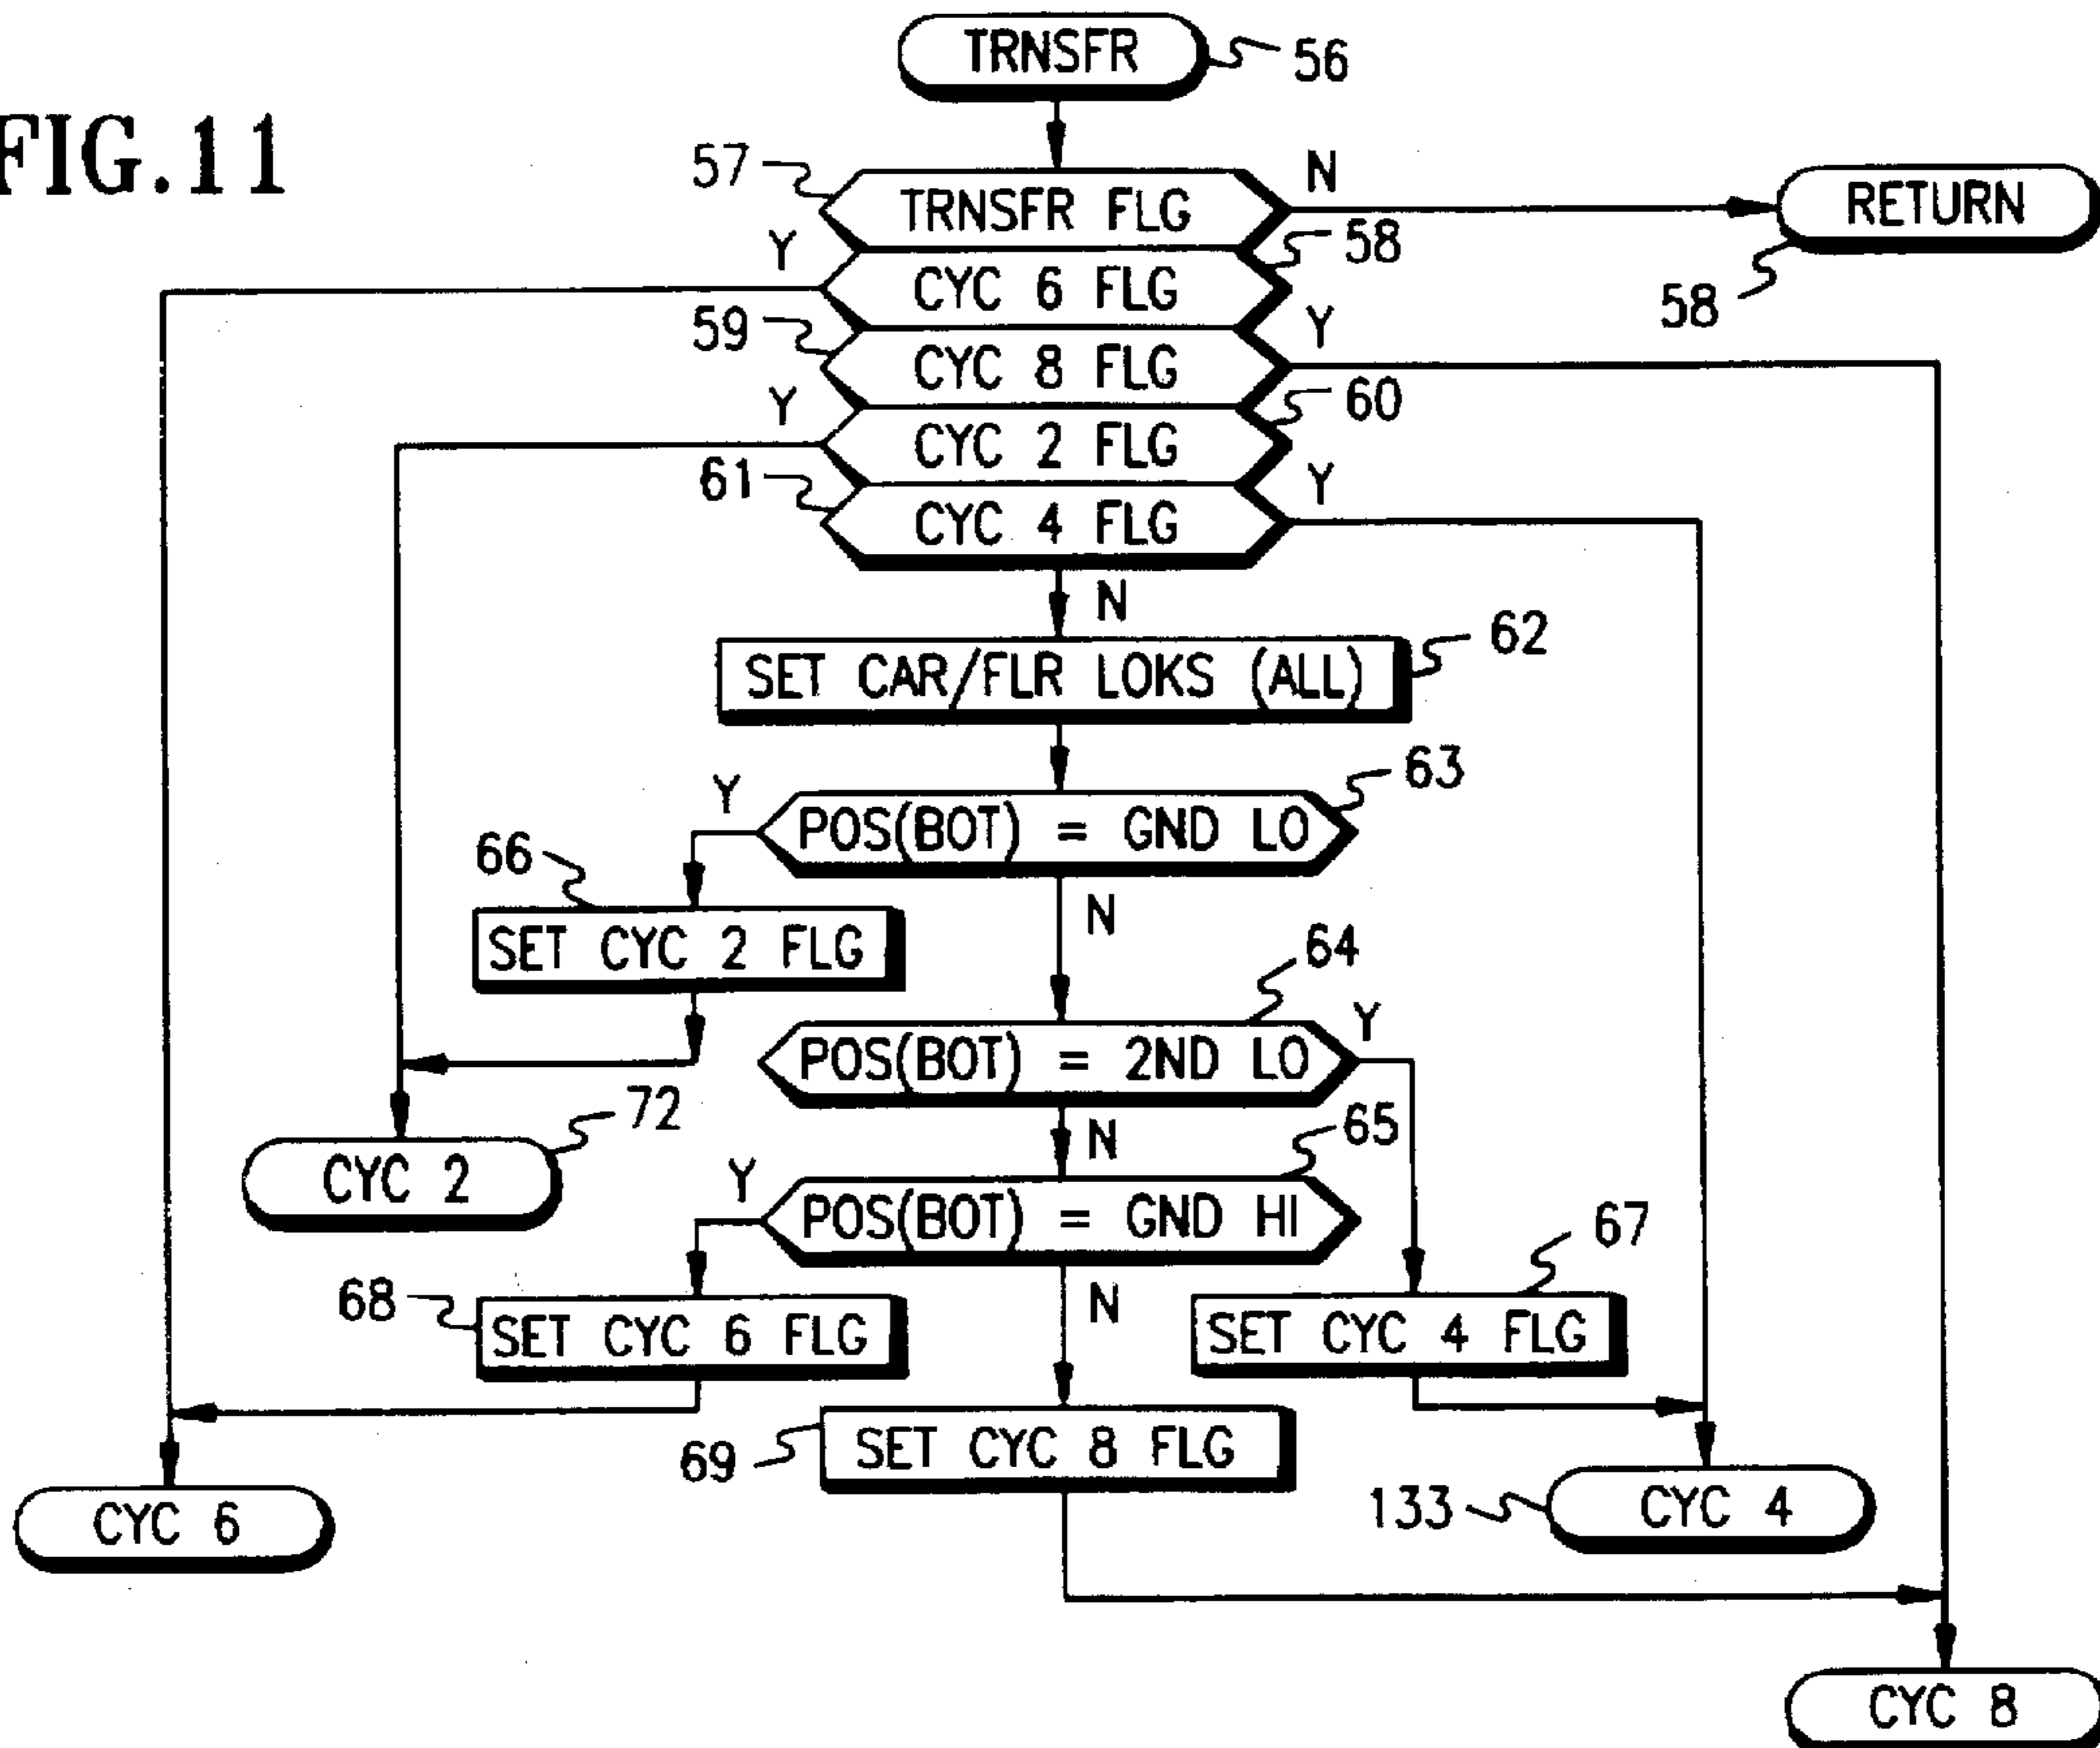 TRNSFR
56
FIG.11
57
N
TRNSFR FLG
RETURN
58
Y
CYC 6 FLG
58
59
Y
CYC 8 FLG
60
Y
CYC 2 FLG
61
Y
CYC 4 FLG
N
62
SET CAR/FLR LOKS (ALL)
63
Y
POS(BOT) = GND LO
66
N
SET CYC 2 FLG
64
Y
POS(BOT) = 2ND LO
72
N
65
CYC 2
Y
POS(BOT) = GND HI
67
68
N
SET CYC 6 FLG
SET CYC 4 FLG
69
SET CYC 8 FLG
133
CYC 4
CYC 6
CYC 8